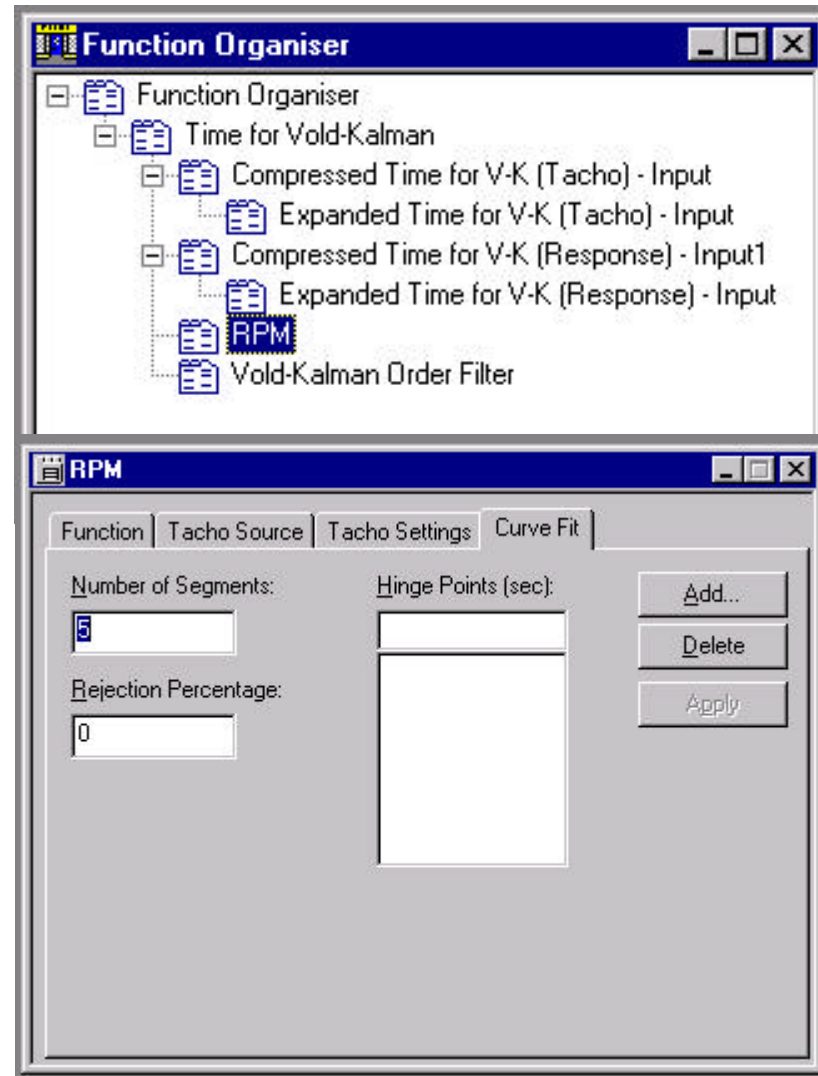 Function Organiser
Function Organiser
Time for Vold-Kalman
Compressed Time for V-K (Tacho) - Input
Expanded Time for V-K (Tacho) - Input
Compressed Time for V-K (Response) - Input1
Expanded Time for V-K (Response) - Input
RPM
Vold-Kalman Order Filter
RPM
Function Tacho Source Tacho Settings Curve Fit
Number of Segments: Hinge Points (sec): Add...
5
Delete
Rejection Percentage: Apply
0